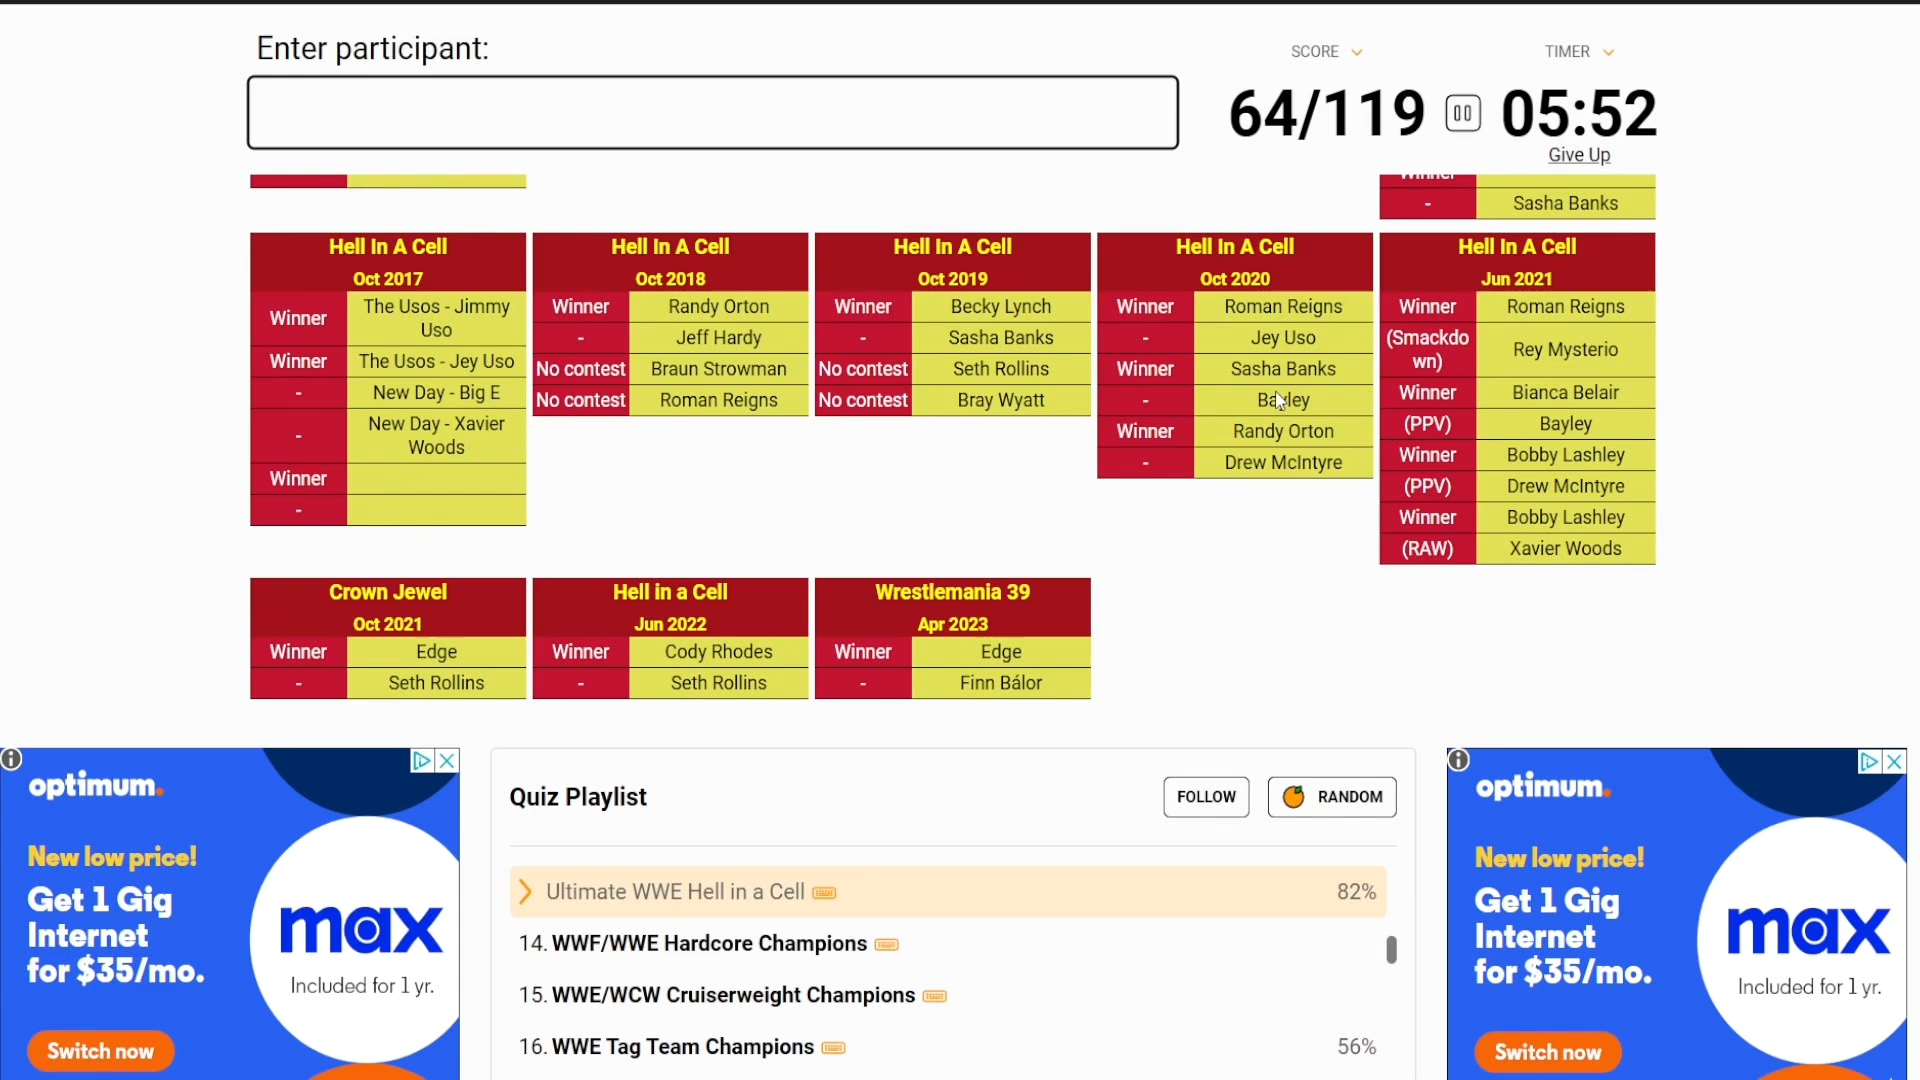 Enter participant:
SCORE
TIMER
64/119
05:52
Give Up
Winner
- Sasha Banks
Hell In A Cell
Oct 2017
Winner The Usos - Jimmy Uso
Winner The Usos - Jey Uso
- New Day - Big E
- New Day - Xavier Woods
Winner
-
Hell In A Cell
Oct 2018
Winner Randy Orton
- Jeff Hardy
No contest Braun Strowman
No contest Roman Reigns
Hell In A Cell
Oct 2019
Winner Becky Lynch
- Sasha Banks
No contest Seth Rollins
No contest Bray Wyatt
Hell In A Cell
Oct 2020
Winner Roman Reigns
- Jey Uso
Winner Sasha Banks
- Bayley
Winner Randy Orton
- Drew McIntyre
Hell In A Cell
Jun 2021
Winner Roman Reigns
(Smackdown) Rey Mysterio
Winner Bianca Belair
(PPV) Bayley
Winner Bobby Lashley
(PPV) Drew McIntyre
Winner Bobby Lashley
(RAW) Xavier Woods
Crown Jewel
Oct 2021
Winner Edge
- Seth Rollins
Hell in a Cell
Jun 2022
Winner Cody Rhodes
- Seth Rollins
Wrestlemania 39
Apr 2023
Winner Edge
- Finn Bálor
optimum.
New low price!
Get 1 Gig
Internet
for $35/mo.
max
Included for 1 yr.
Switch now
Quiz Playlist
FOLLOW
RANDOM
Ultimate WWE Hell in a Cell 82%
14. WWF/WWE Hardcore Champions
15. WWE/WCW Cruiserweight Champions
16. WWE Tag Team Champions 56%
optimum.
New low price!
Get 1 Gig
Internet
for $35/mo.
max
Included for 1 yr.
Switch now